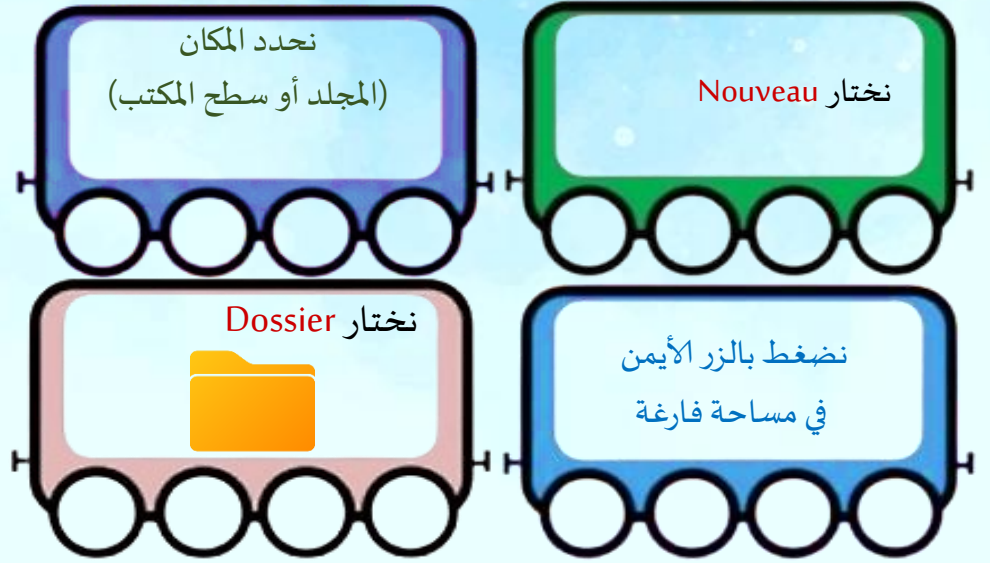 نختار Nouveau
نحدد المكان
(المجلد أو سطح المكتب)
نضغط بالزر الأيمن
في مساحة فارغة
نختار Dossier